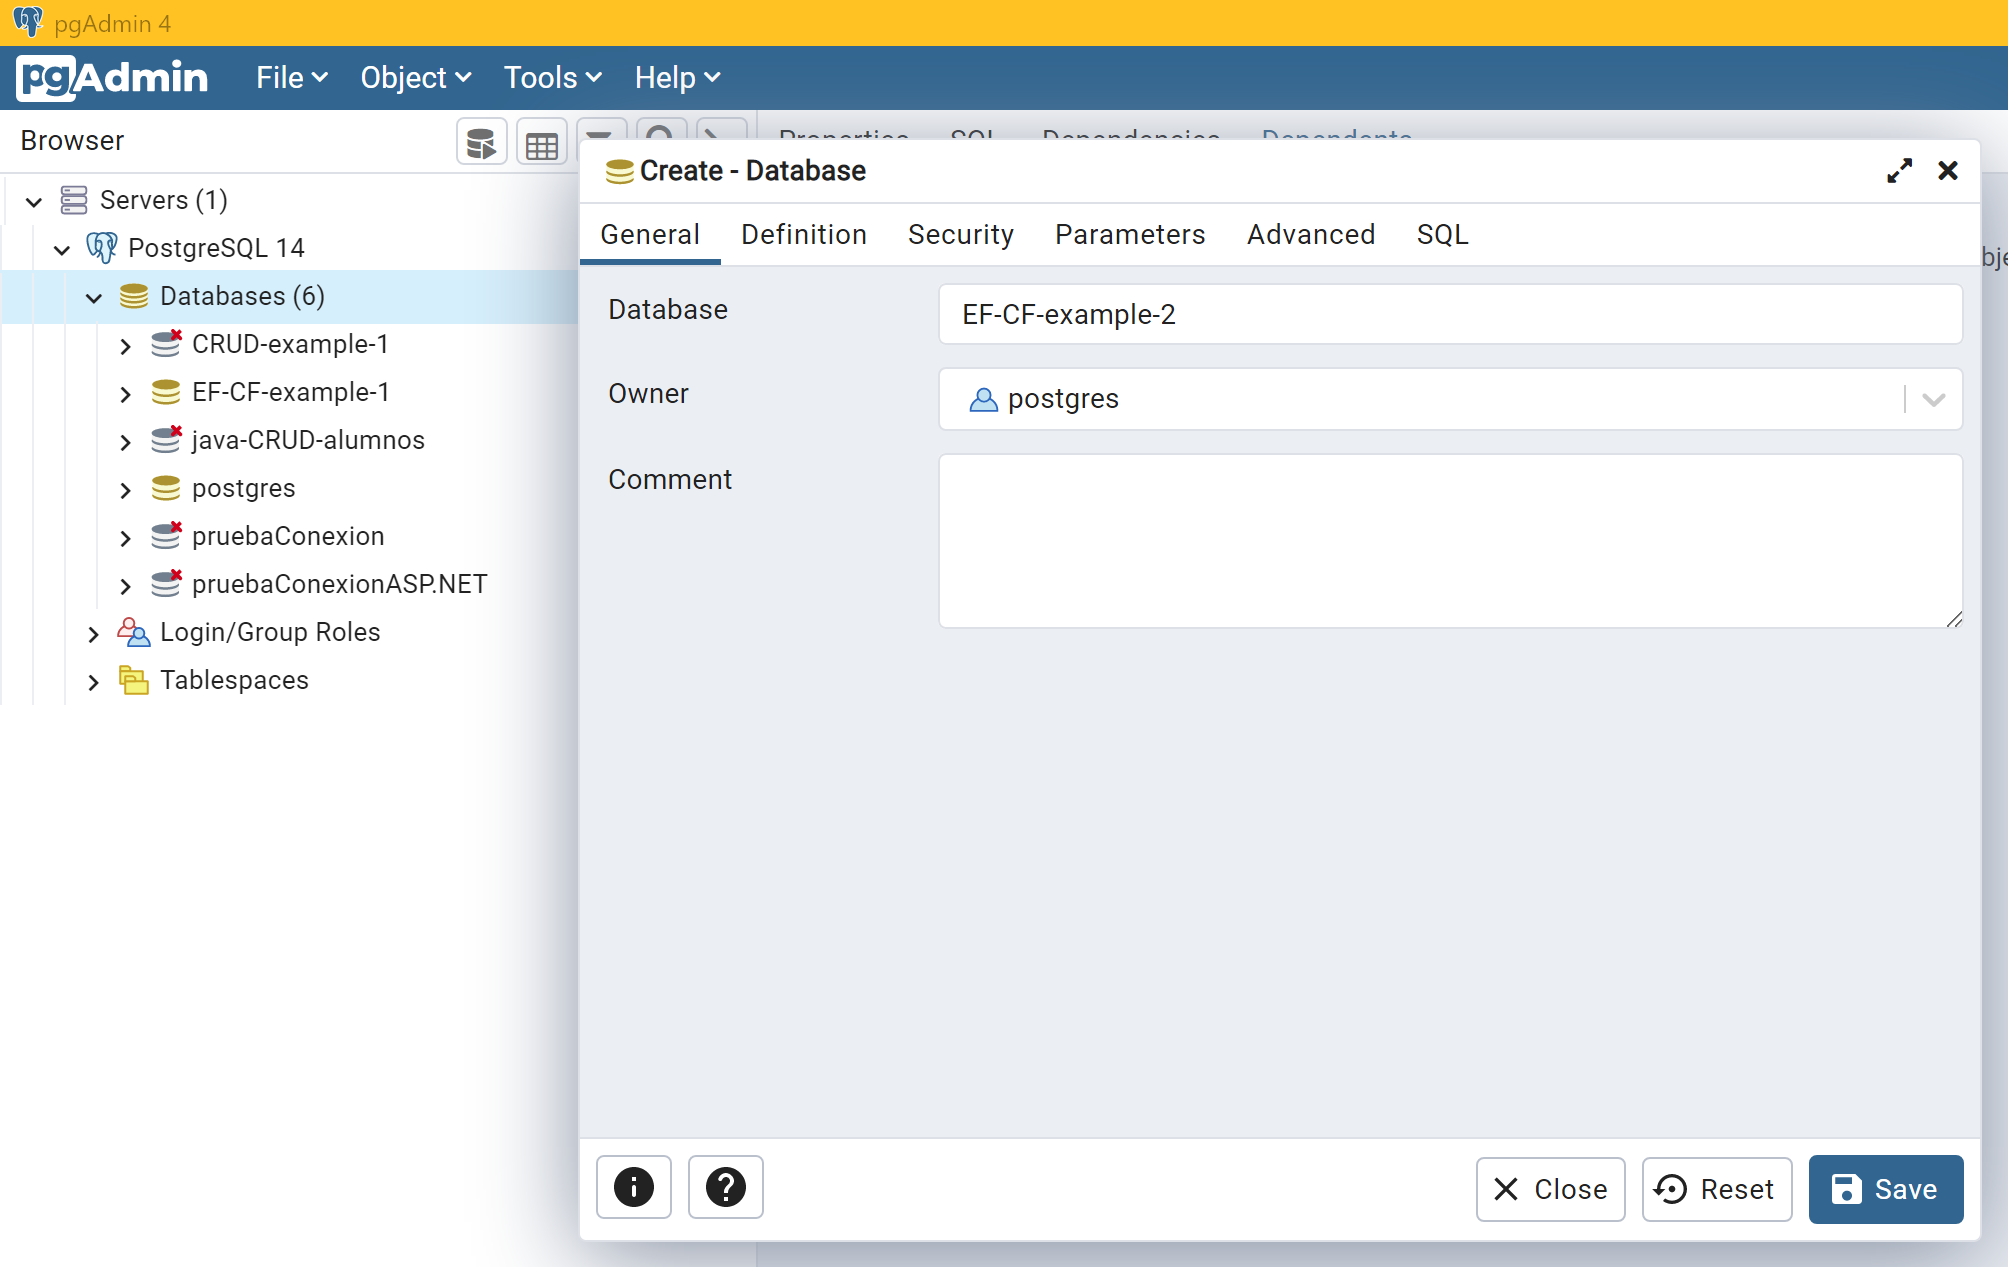 pgAdmin 4
pgAdmin File Object Tools Help
Browser
Properties SQL Dependencies Dependents
Servers (1)
PostgreSQL 14
Databases (6)
CRUD-example-1
EF-CF-example-1
java-CRUD-alumnos
postgres
pruebaConexion
pruebaConexionASP.NET
Login/Group Roles
Tablespaces
Create - Database
General Definition Security Parameters Advanced SQL
Database EF-CF-example-2
Owner postgres
Comment
Close Reset Save